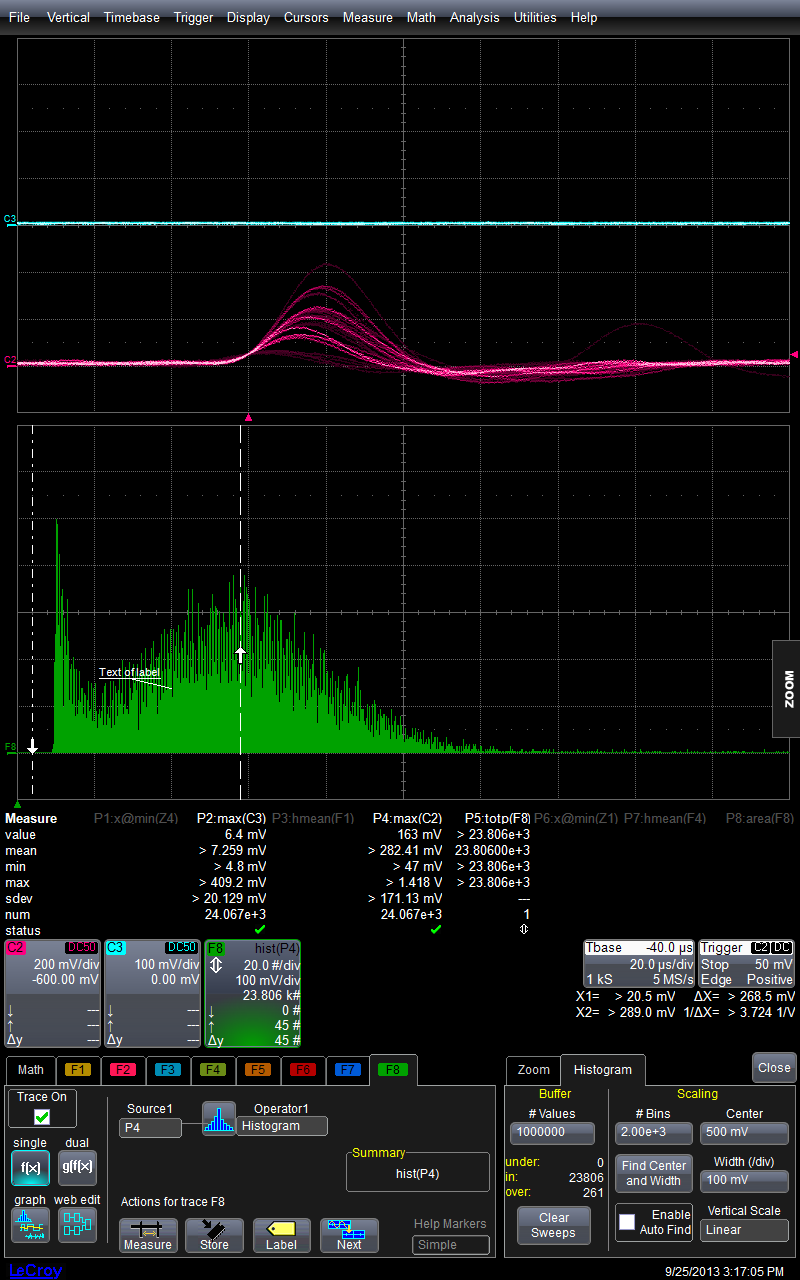 File Vertical Timebase Trigger Display Cursors Measure Math Analysis Utilities Help
C3
C2
Text of label
ZOOM
F8
Measure P1:x@min(Z4) P2:max(C3) P3:hmean(F1) P4:max(C2) P5:totp(F8) P6:x@min(Z1) P7:hmean(F4) P8:area(F8)
value 6.4 mV 163 mV > 23.806e+3
mean > 7.259 mV > 282.41 mV 23.80600e+3
min > 4.8 mV > 47 mV > 23.806e+3
max > 409.2 mV > 1.418 V > 23.806e+3
sdev > 20.129 mV > 171.13 mV ---
num 24.067e+3 24.067e+3 1
status
C2 DC50 C3 DC50 F8 hist(P4) Tbase -40.0 µs Trigger C2 DC
200 mV/div 100 mV/div 20.0 #/div 20.0 µs/div Stop 50 mV
-600.00 mV 0.00 mV 100 mV/div 1 kS 5 MS/s Edge Positive
23.806 k#
↓ --- ↓ --- ↓ 0 # X1= > 20.5 mV ΔX= > 268.5 mV
↑ --- ↑ --- ↑ 45 # X2= > 289.0 mV 1/ΔX= > 3.724 1/V
Δy --- Δy --- Δy 45 #
Math F1 F2 F3 F4 F5 F6 F7 F8 Zoom Histogram Close
Trace On
Source1 Operator1
P4 Histogram
single dual
f(x) g(f(x))
Summary
hist(P4)
graph web edit
Actions for trace F8
Measure Store Label Next
Help Markers
Simple
Buffer Scaling
# Values # Bins Center
1000000 2.00e+3 500 mV
under: 0
in: 23806
over: 261
Find Center and Width
Width (/div)
100 mV
Clear Sweeps
Enable Auto Find
Vertical Scale
Linear
LeCroy 9/25/2013 3:17:05 PM